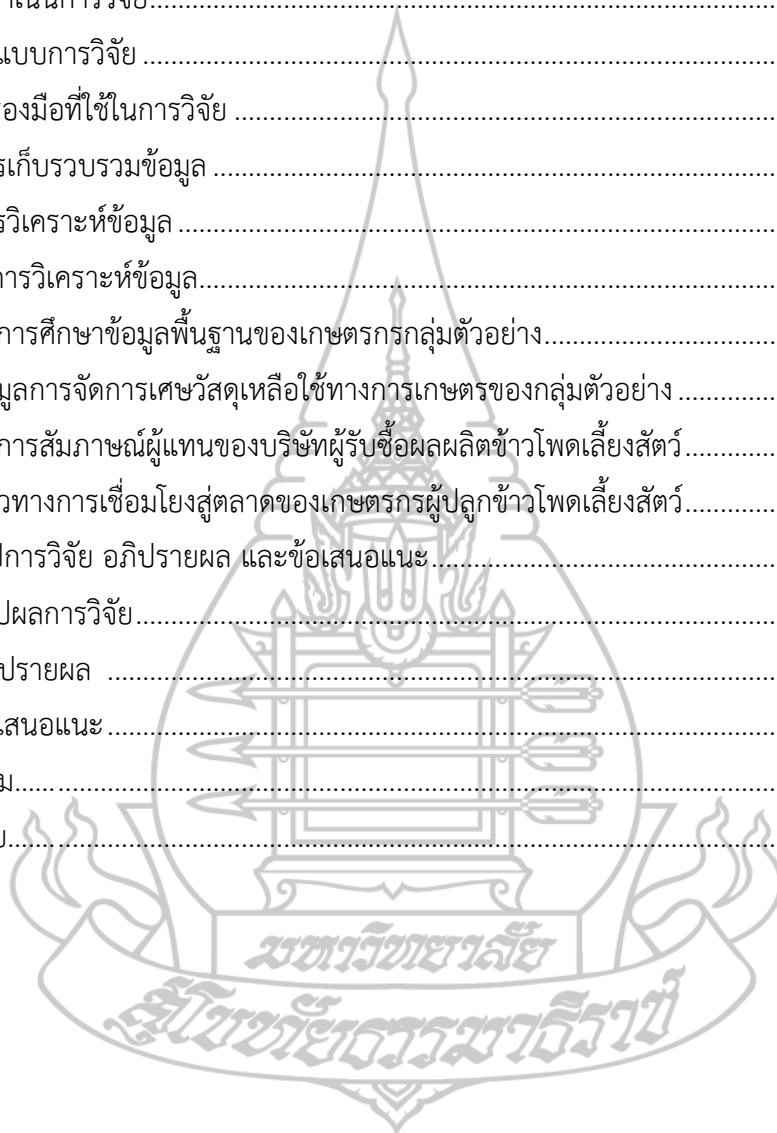 าเนินการวิจัย
แบบการวิจัย
องมือที่ใช้ในการวิจัย
รเก็บรวบรวมข้อมูล
รวิเคราะห์ข้อมูล
การวิเคราะห์ข้อมูล
การศึกษาข้อมูลพื้นฐานของเกษตรกรกลุ่มตัวอย่าง
มูลการจัดการเศษวัสดุเหลือใช้ทางการเกษตรของกลุ่มตัวอย่าง
การสัมภาษณ์ผู้แทนของบริษัทผู้รับซื้อผลผลิตข้าวโพดเลี้ยงสัตว์
วทางการเชื่อมโยงสู่ตลาดของเกษตรกรผู้ปลูกข้าวโพดเลี้ยงสัตว์
การวิจัย อภิปรายผล และข้อเสนอแนะ
ปผลการวิจัย
ปรายผล
เสนอแนะ
ม
มหาวิทยาลัย
สุโขทัยธรรมาธิราช